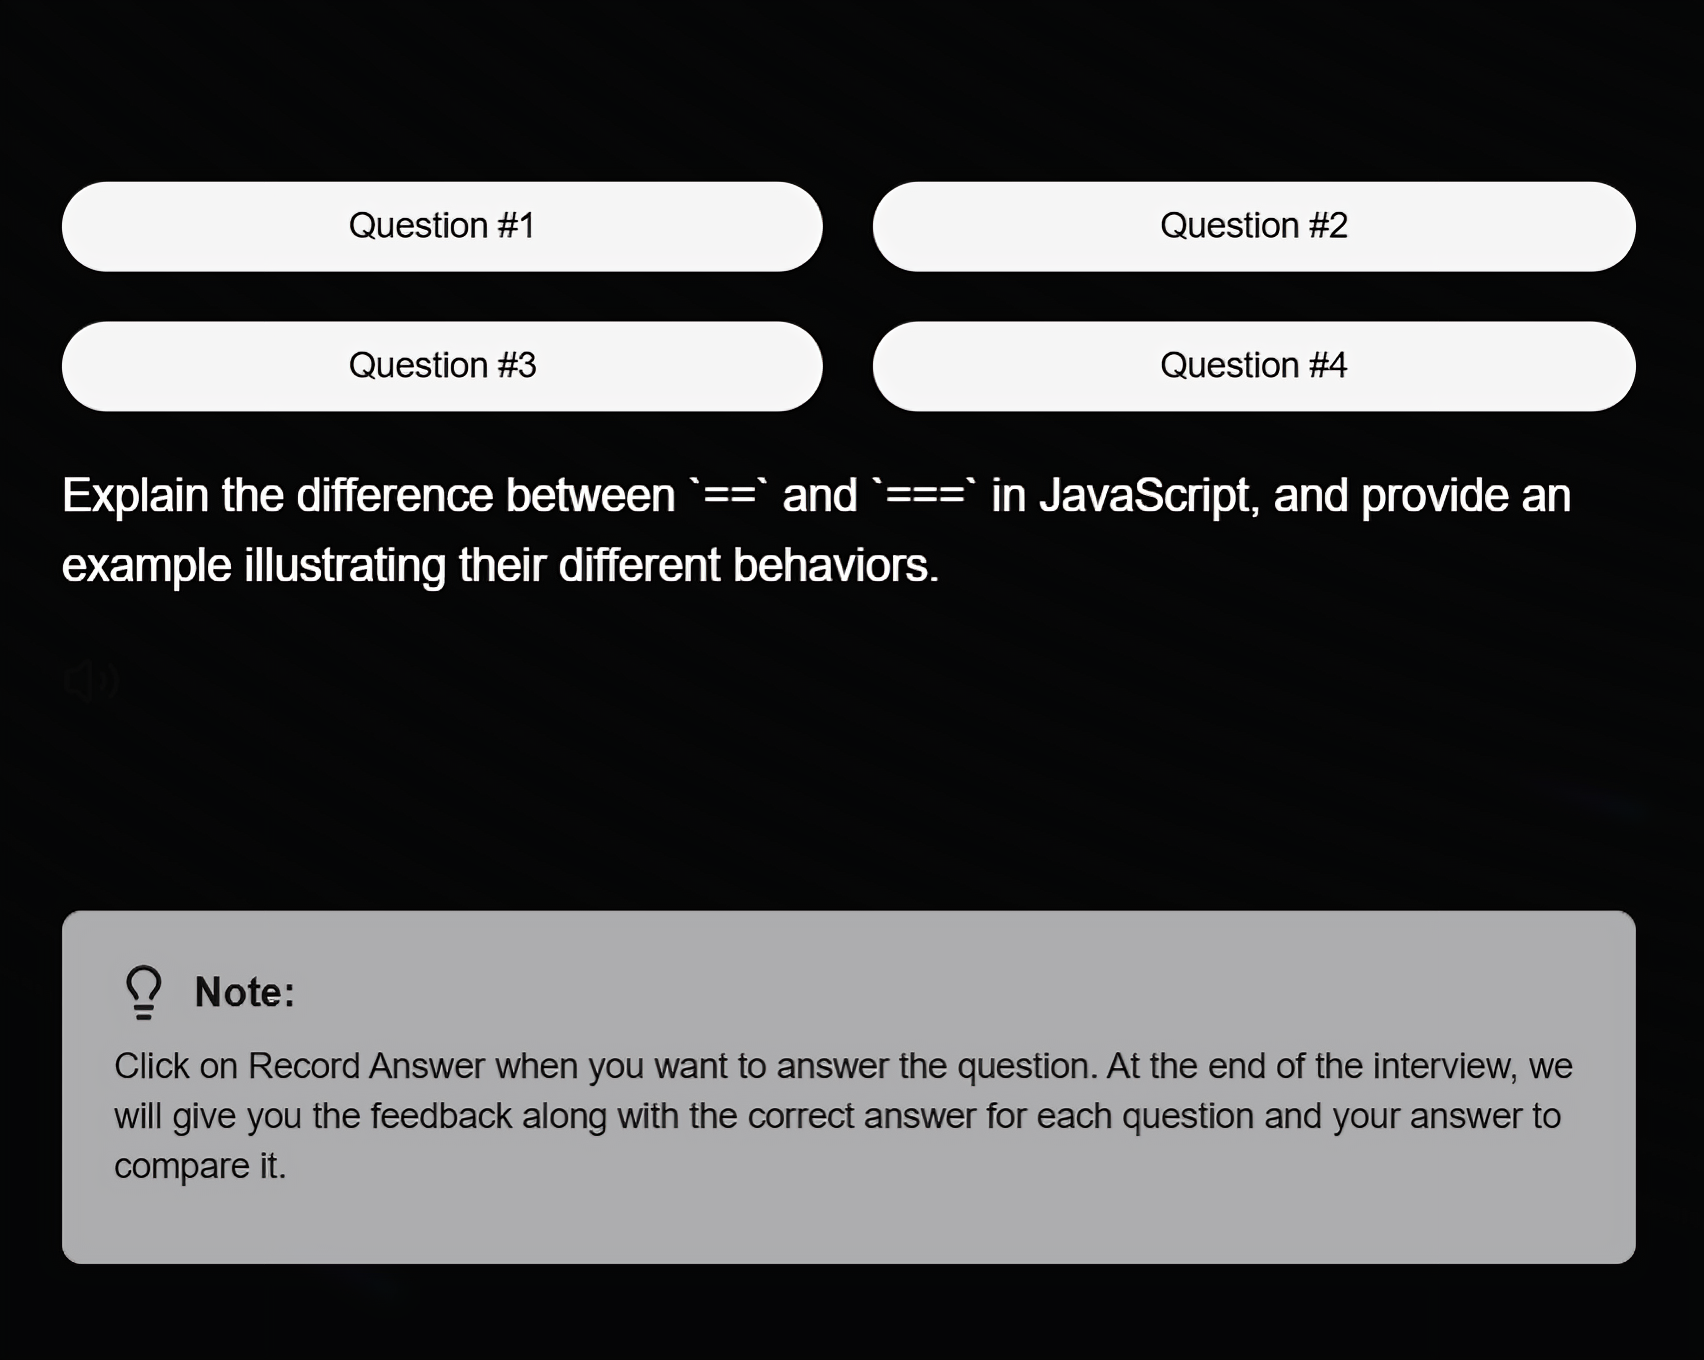 Question #1
Question #2
Question #3
Question #4
Explain the difference between `==` and `===` in JavaScript, and provide an
example illustrating their different behaviors.
Note:
Click on Record Answer when you want to answer the question. At the end of the interview, we
will give you the feedback along with the correct answer for each question and your answer to
compare it.